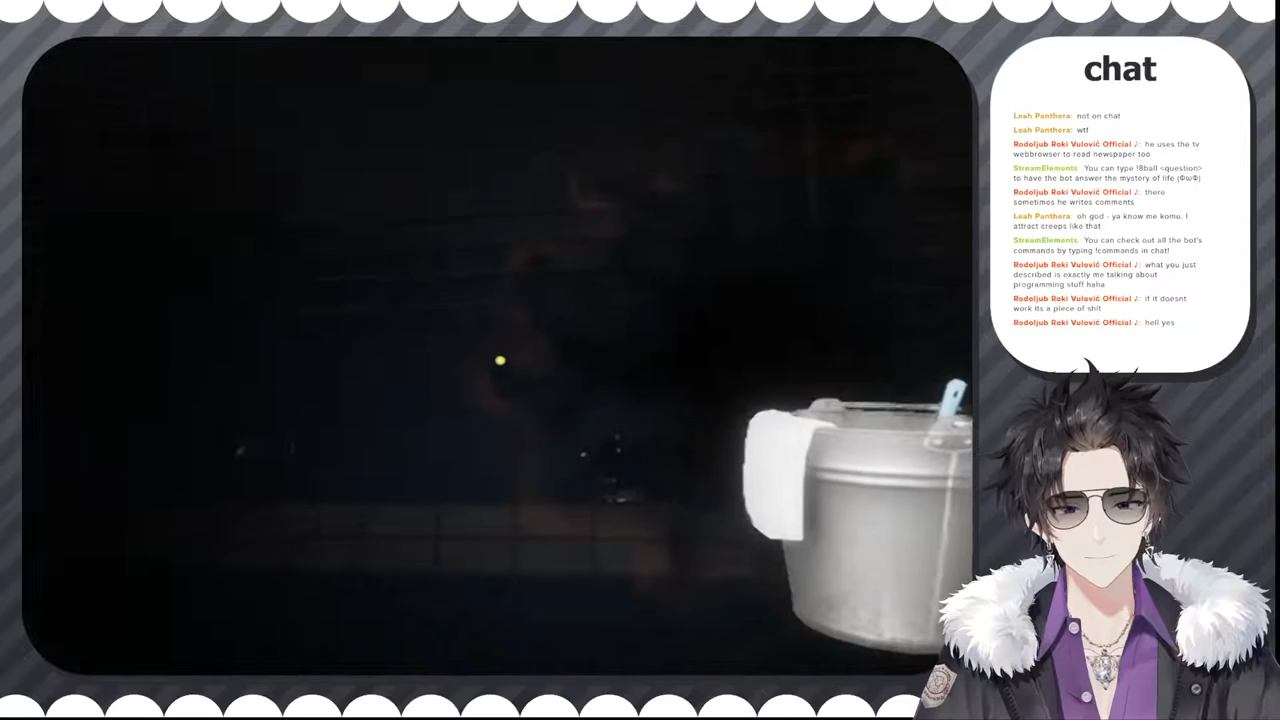 chat
Leah Panthera: not on chat
Leah Panthera: wtf
Rodoljub Roki Vulović Official ♪: he uses the tv
webbrowser to read newspaper too
StreamElements: You can type !8ball <question>
to have the bot answer the mystery of life (ΦωΦ)
Rodoljub Roki Vulović Official ♪: there
sometimes he writes comments
Leah Panthera: oh god - ya know me komu. I
attract creeps like that
StreamElements: You can check out all the bot's
commands by typing !commands in chat!
Rodoljub Roki Vulović Official ♪: what you just
described is exactly me talking about
programming stuff haha
Rodoljub Roki Vulović Official ♪: if it doesnt
work its a piece of shit
Rodoljub Roki Vulović Official ♪: hell yes